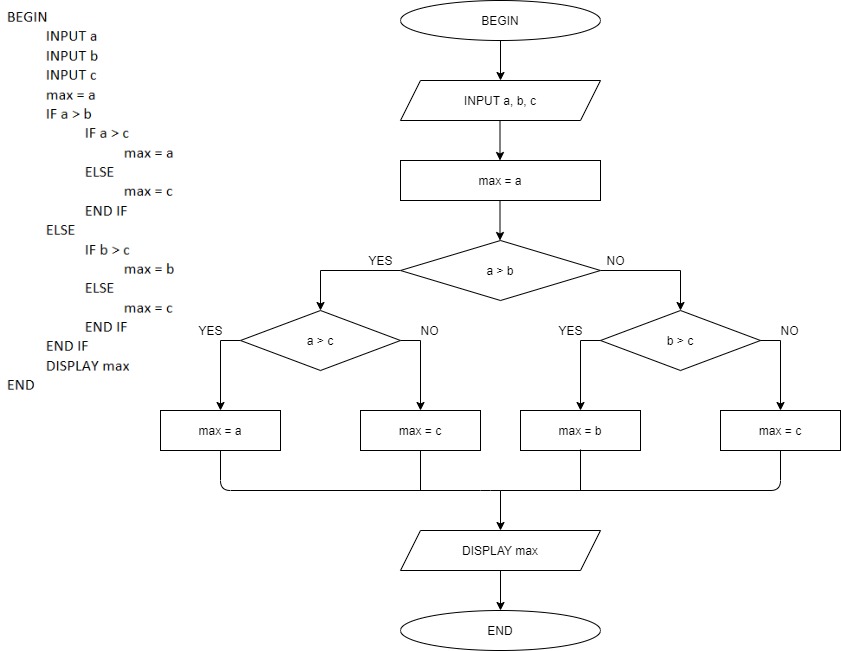 BEGIN
INPUT a
INPUT b
INPUT c
max = a
IF a > b
IF a > c
max = a
ELSE
max = c
END IF
ELSE
IF b > c
max = b
ELSE
max = c
END IF
END IF
DISPLAY max
END
BEGIN
INPUT a, b, c
max = a
a > b
YES
NO
a > c
YES
NO
b > c
YES
NO
max = a
max = c
max = b
max = c
DISPLAY max
END